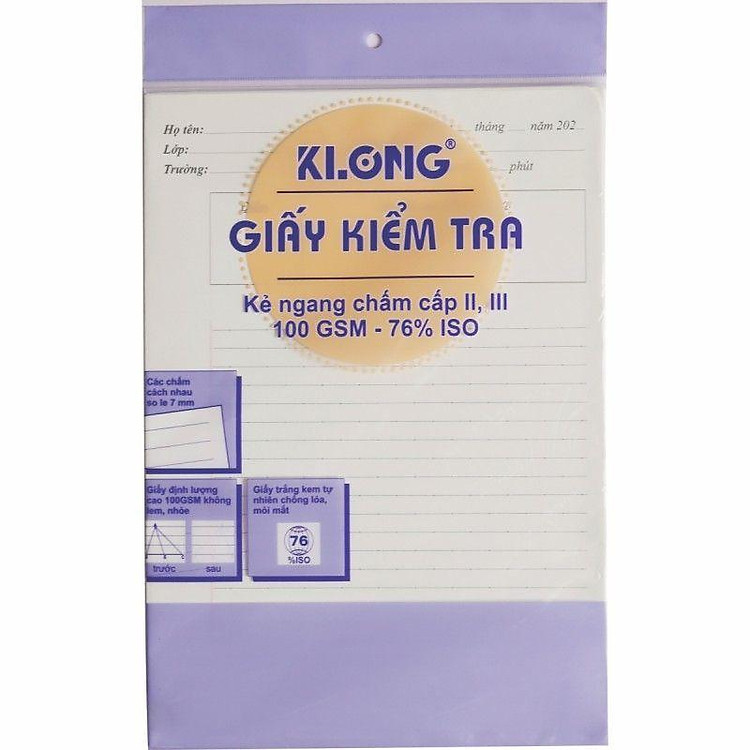 Họ tên:
tháng năm 202
Lớp:
Trường:
phút
KLONG®
GIẤY KIỂM TRA
Kẻ ngang chấm cấp II, III
100 GSM - 76% ISO
Các chấm
cách nhau
so le 7 mm
Giấy định lượng
cao 100GSM không
lem, nhòe
trước sau
Giấy trắng kem tự
nhiên chống lóa,
mỏi mắt
76
%ISO